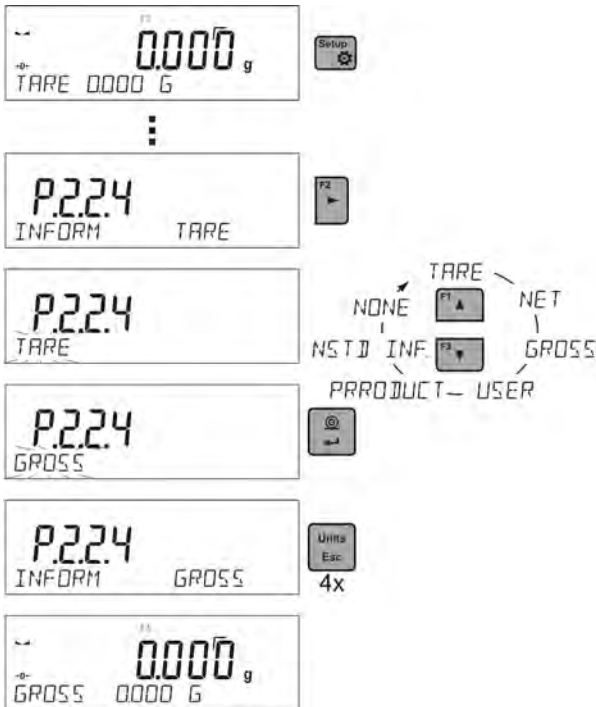 F1
0.000 g
→0←
TARE 0.000 G
Setup
P.2.2.4
INFORM TARE
F2
P.2.2.4
TARE
TARE
NET
GROSS
USER
PRRODUCT
NSTD INF.
NONE
F1
F3
P.2.2.4
GROSS
P.2.2.4
INFORM GROSS
Units
Esc
4x
0.000 g
GROSS 0.000 G